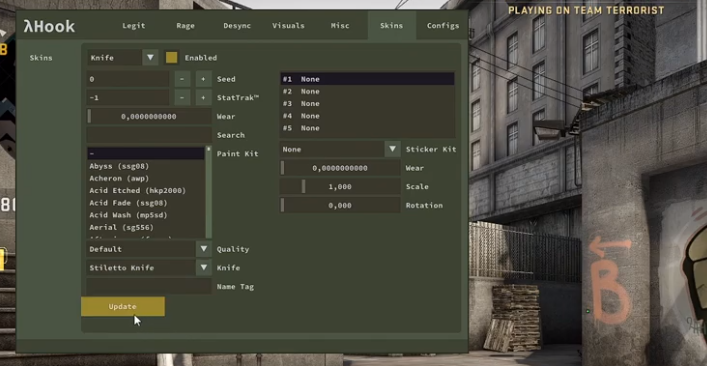 PLAYING ON TEAM TERRORIST
λHook
Legit
Rage
Desync
Visuals
Misc
Skins
Configs
Skins
Knife
Enabled
0
-
+
Seed
-1
-
+
StatTrak™
0,0000000000
Wear
Search
-
Paint Kit
Abyss (ssg08)
Acheron (awp)
Acid Etched (hkp2000)
Acid Fade (ssg08)
Acid Wash (mp5sd)
Aerial (sg556)
Default
Quality
Stiletto Knife
Knife
Name Tag
Update
#1 None
#2 None
#3 None
#4 None
#5 None
None
Sticker Kit
0,0000000000
Wear
1,000
Scale
0,000
Rotation
B